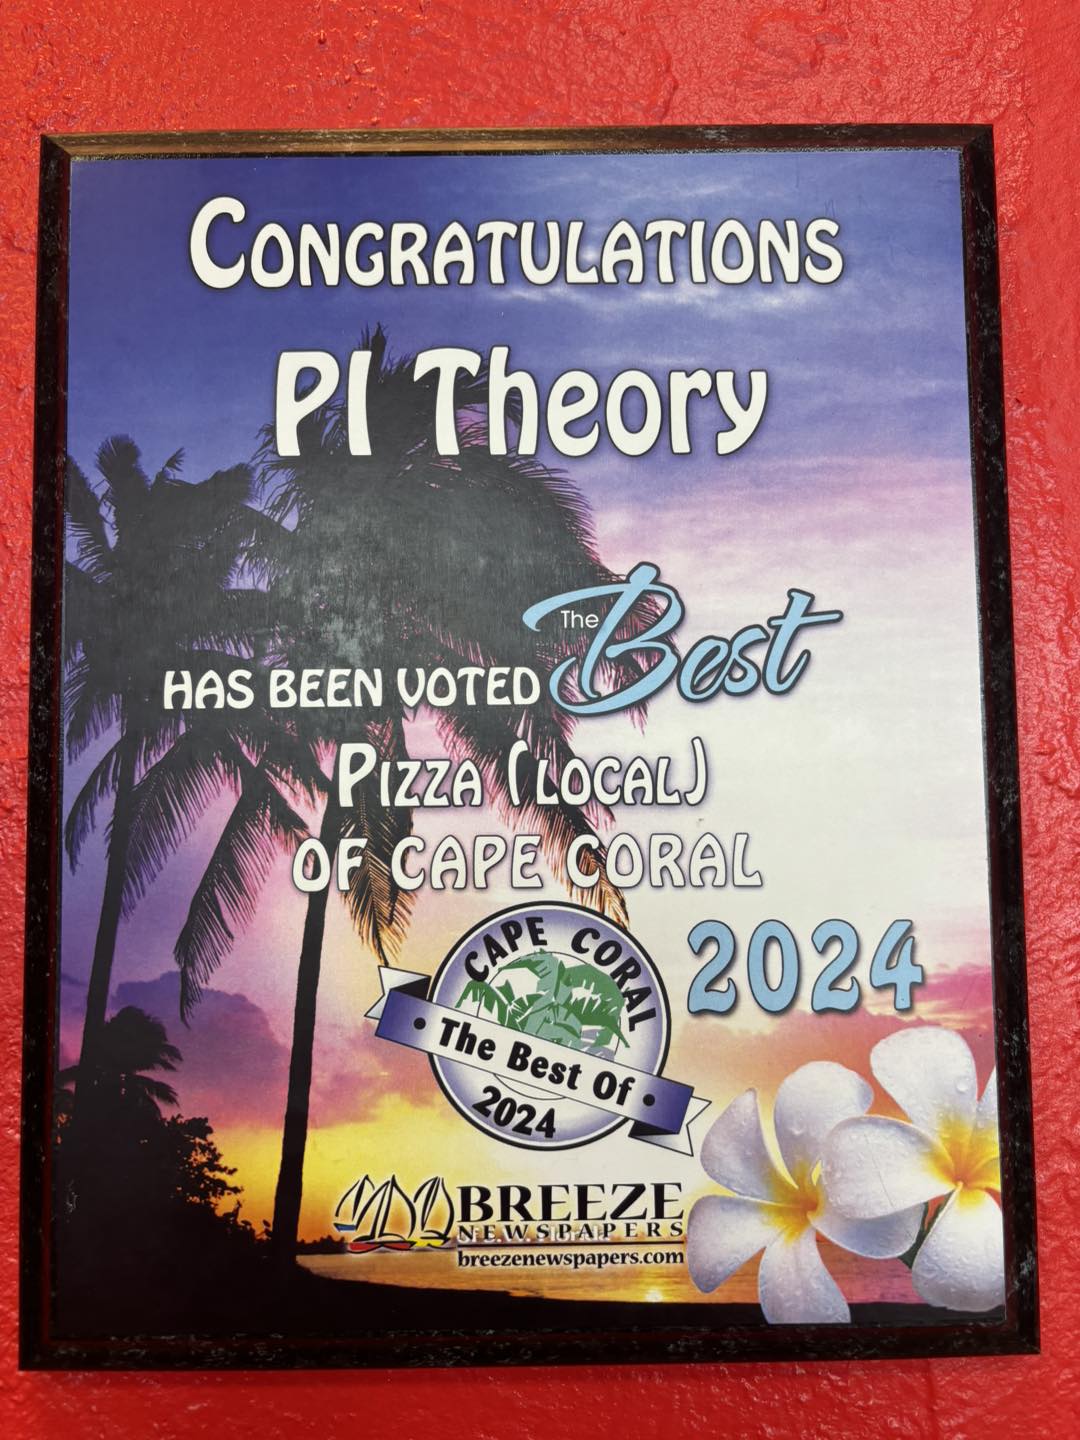 CONGRATULATIONS
PI Theory
HAS BEEN VOTED The Best
PIZZA (LOCAL)
OF CAPE CORAL
2024
CAPE CORAL
• The Best Of •
2024
BREEZE
NEWSPAPERS
breezenewspapers.com